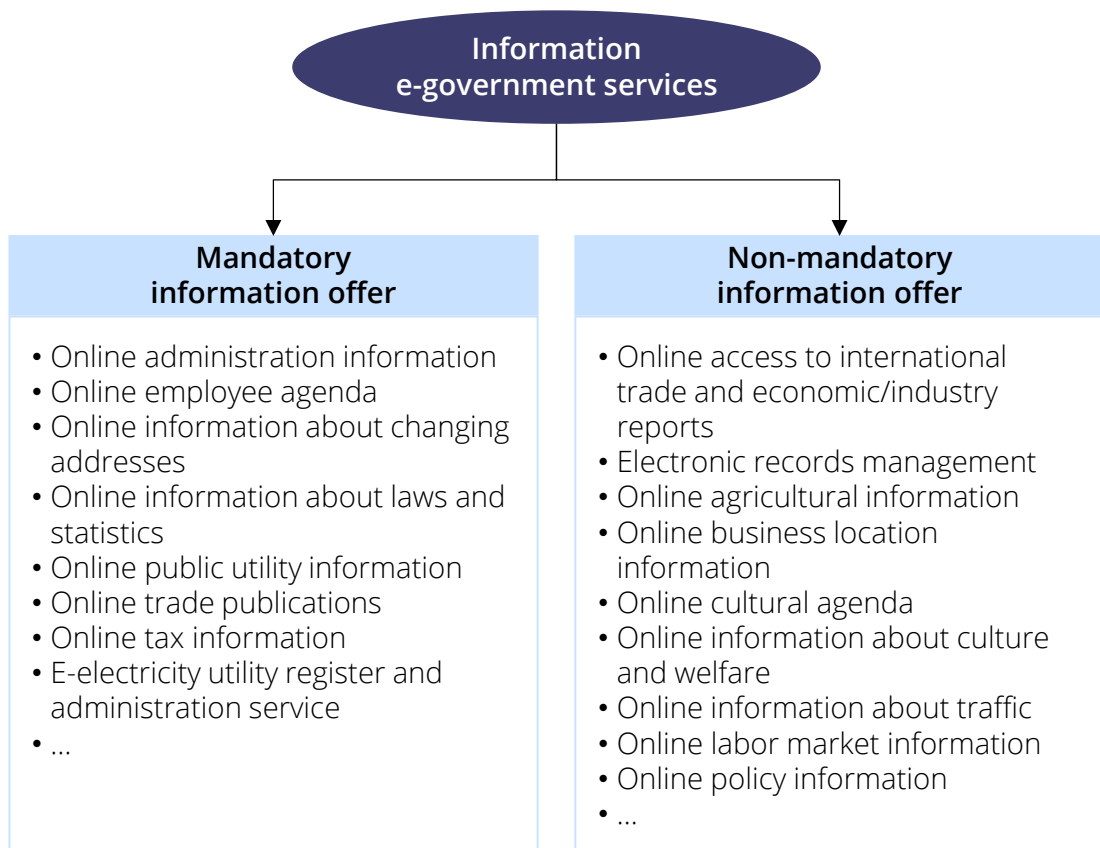 Information
e-government services
Mandatory
information offer
• Online administration information
• Online employee agenda
• Online information about changing
addresses
• Online information about laws and
statistics
• Online public utility information
• Online trade publications
• Online tax information
• E-electricity utility register and
administration service
• ...
Non-mandatory
information offer
• Online access to international
trade and economic/industry
reports
• Electronic records management
• Online agricultural information
• Online business location
information
• Online cultural agenda
• Online information about culture
and welfare
• Online information about traffic
• Online labor market information
• Online policy information
• ...